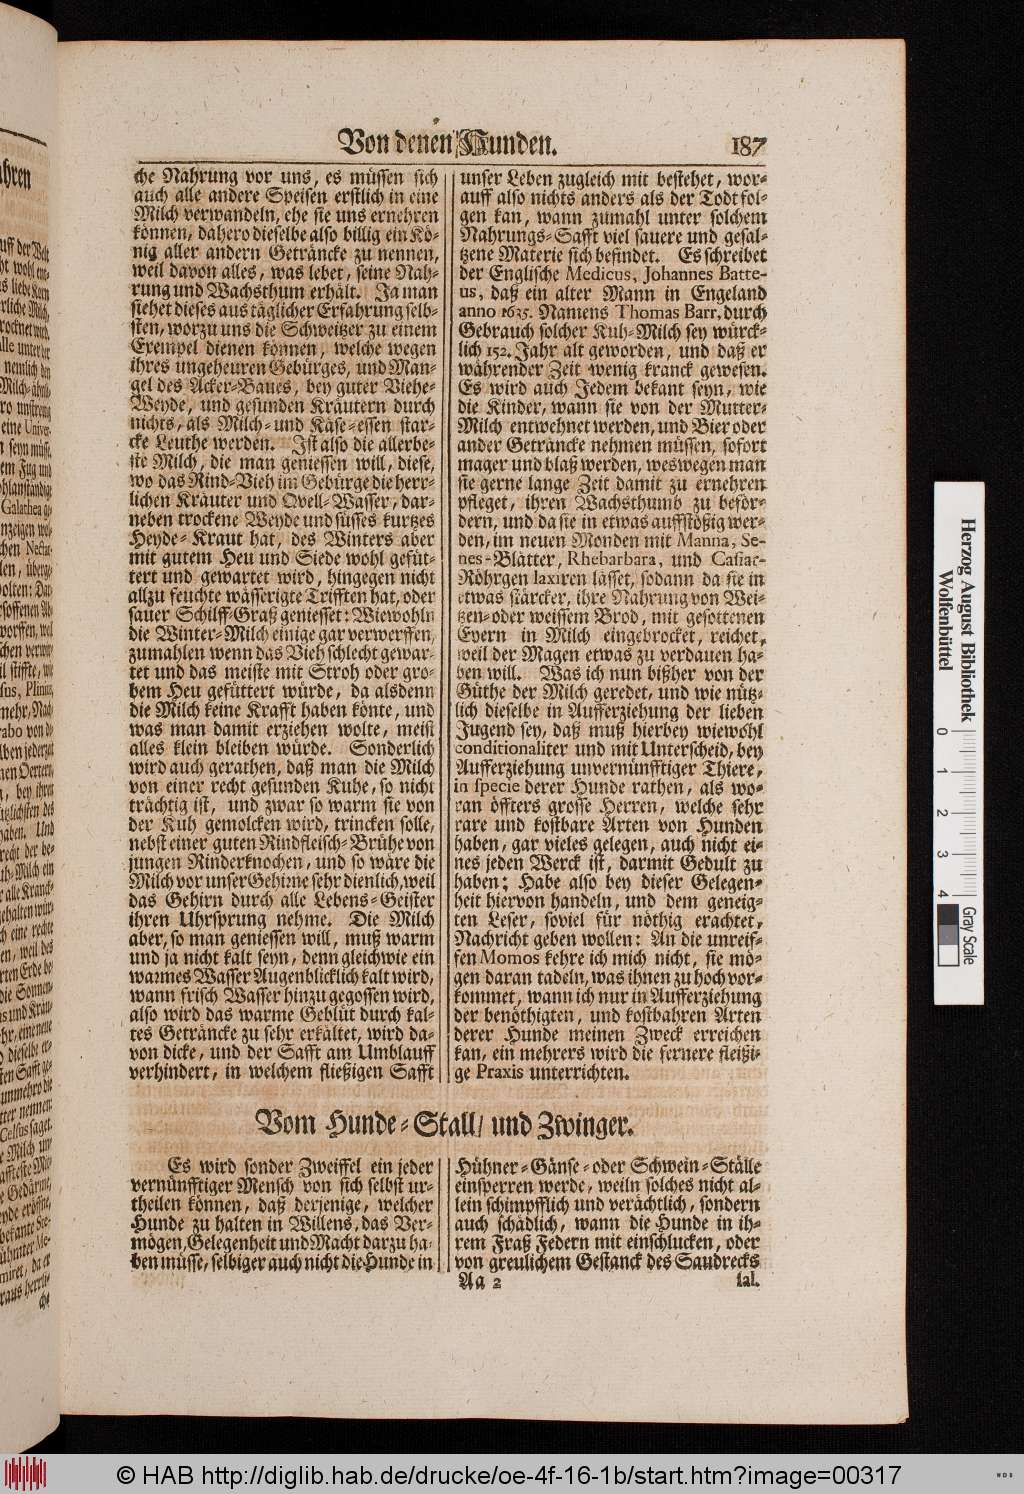 Von denen Hunden. 187
che Nahrung vor uns, es müssen sich
auch alle andere Speisen erstlich in eine
Milch verwandeln, ehe sie uns ernehren
können, dahero dieselbe also billig ein Kö-
nig aller andern Geträncke zu nennen,
weil davon alles, was lebet, seine Nah-
rung und Wachsthum erhält. Ja man
siehet dieses aus täglicher Erfahrung selb-
sten, worzu uns die Schweitzer zu einem
Exempel dienen können, welche wegen
ihres ungeheuren Gebürges, und Man-
gel des Acker-Baues, bey guter Viehe-
Weyde, und gesunden Kräutern durch
nichts, als Milch- und Käse-essen star-
cke Leuthe werden. Ist also die allerbe-
ste Milch, die man geniessen will, diese,
wo das Rind-Vieh im Gebürge die herr-
lichen Kräuter und Qvell-Wasser, dar-
neben trockene Weyde und süsses kurtzes
Heyde-Kraut hat, des Winters aber
mit gutem Heu und Siede wohl gefüt-
tert und gewartet wird, hingegen nicht
allzu feuchte wässerigte Trifften hat, oder
sauer Schilff-Graß geniesset: Wiewohln
die Winter-Milch einige gar verwerffen,
zumahlen wenn das Vieh schlecht gewar-
tet und das meiste mit Stroh oder gro-
bem Heu gefüttert würde, da alsdenn
die Milch keine Krafft haben könte, und
was man damit erziehen wolte, meist
alles klein bleiben würde. Sonderlich
wird auch gerathen, daß man die Milch
von einer recht gesunden Kuhe, so nicht
trächtig ist, und zwar so warm sie von
der Kuh gemolcken wird, trincken solle,
nebst einer guten Rindfleisch-Brühe von
jungen Rinderknochen, und so wäre die
Milch vor unser Gehirne sehr dienlich, weil
das Gehirn durch alle Lebens-Geister
ihren Uhrsprung nehme. Die Milch
aber, so man geniessen will, muß warm
und ja nicht kalt seyn, denn gleichwie ein
warmes Wasser Augenblicklich kalt wird,
wann frisch Wasser hinzu gegossen wird,
also wird das warme Geblüt durch kal-
tes Geträncke zu sehr erkältet, wird da-
von dicke, und der Safft am Umblauff
verhindert, in welchem fließigen Safft
unser Leben zugleich mit bestehet, wor-
auff also nichts anders als der Todt fol-
gen kan, wann zumahl unter solchem
Nahrungs-Safft viel sauere und gesal-
tzene Materie sich befindet. Es schreibet
der Englische Medicus, Johannes Batte-
us, daß ein alter Mann in Engeland
anno 1635. Namens Thomas Barr, durch
Gebrauch solcher Kuh-Milch sey würck-
lich 152. Jahr alt geworden, und daß er
währender Zeit wenig kranck gewesen.
Es wird auch Jedem bekant seyn, wie
die Kinder, wann sie von der Mutter-
Milch entwehnet werden, und Bier oder
ander Geträncke nehmen müssen, sofort
mager und blaß werden, weswegen man
sie gerne lange Zeit damit zu ernehren
pfleget, ihren Wachsthumb zu beför-
dern, und da sie in etwas auffstößig wer-
den, im neuen Monden mit Manna, Se-
nes-Blätter, Rhebarbara, und Casiae-
Röhrgen laxiren lässet, sodann da sie in
etwas stärcker, ihre Nahrung von Wei-
tzen- oder weissem Brod, mit gesottenen
Eyern in Milch eingebrocket, reichet,
weil der Magen etwas zu verdauen ha-
ben will. Was ich nun bißher von der
Güthe der Milch geredet, und wie nütz-
lich dieselbe in Aufferziehung der lieben
Jugend sey, daß muß hierbey wiewohl
conditionaliter und mit Unterscheid, bey
Aufferziehung unvernünfftiger Thiere,
in specie derer Hunde rathen, als wo-
ran öffters grosse Herren, welche sehr
rare und kostbare Arten von Hunden
haben, gar vieles gelegen, auch nicht ei-
nes jeden Werck ist, darmit Gedult zu
haben; Habe also bey dieser Gelegen-
heit hiervon handeln, und dem geneig-
ten Leser, soviel für nöthig erachtet,
Nachricht geben wollen: An die unreif-
fen Momos kehre ich mich nicht, sie mö-
gen daran tadeln, was ihnen zu hoch vor-
kommet, wann ich nur in Aufferziehung
der benöthigten, und kostbahren Arten
derer Hunde meinen Zweck erreichen
kan, ein mehrers wird die fernere fleißi-
ge Praxis unterrichten.
Vom Hunde-Stall/ und Zwinger.
Es wird sonder Zweiffel ein jeder
vernünfftiger Mensch von sich selbst ur-
theilen können, daß derjenige, welcher
Hunde zu halten in Willens, das Ver-
mögen, Gelegenheit und Macht darzu ha-
ben müsse, selbiger auch nicht die Hunde in
Hühner-Gänse- oder Schwein-Ställe
einsperren werde, weiln solches nicht al-
lein schimpfflich und verächtlich, sondern
auch schädlich, wann die Hunde in ih-
rem Fraß Federn mit einschlucken, oder
von greulichem Gestanck des Saudrecks
Aa 2 sal.
Herzog August Bibliothek
Wolfenbüttel
0 1 2 3 4
Gray Scale
© HAB http://diglib.hab.de/drucke/oe-4f-16-1b/start.htm?image=00317